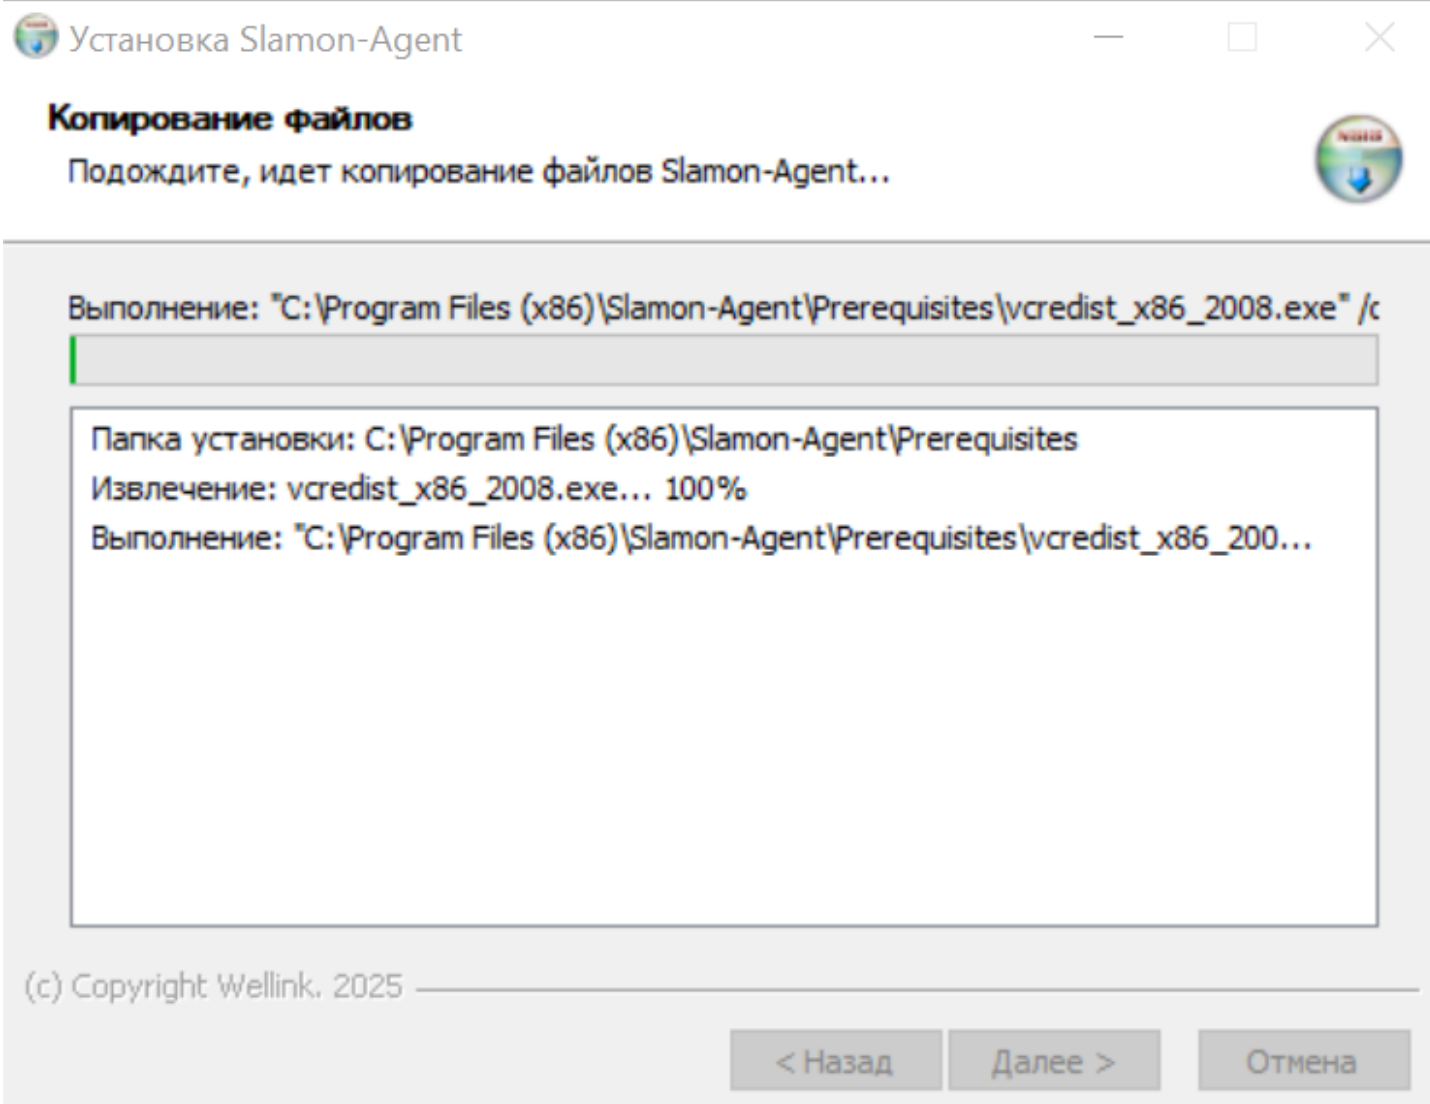 Установка Slamon-Agent
Копирование файлов
Подождите, идет копирование файлов Slamon-Agent...
Выполнение: "C:\Program Files (x86)\Slamon-Agent\Prerequisites\vcredist_x86_2008.exe" /
Папка установки: C:\Program Files (x86)\Slamon-Agent\Prerequisites
Извлечение: vcredist_x86_2008.exe... 100%
Выполнение: "C:\Program Files (x86)\Slamon-Agent\Prerequisites\vcredist_x86_200...
(c) Copyright Wellink. 2025
< Назад
Далее >
Отмена